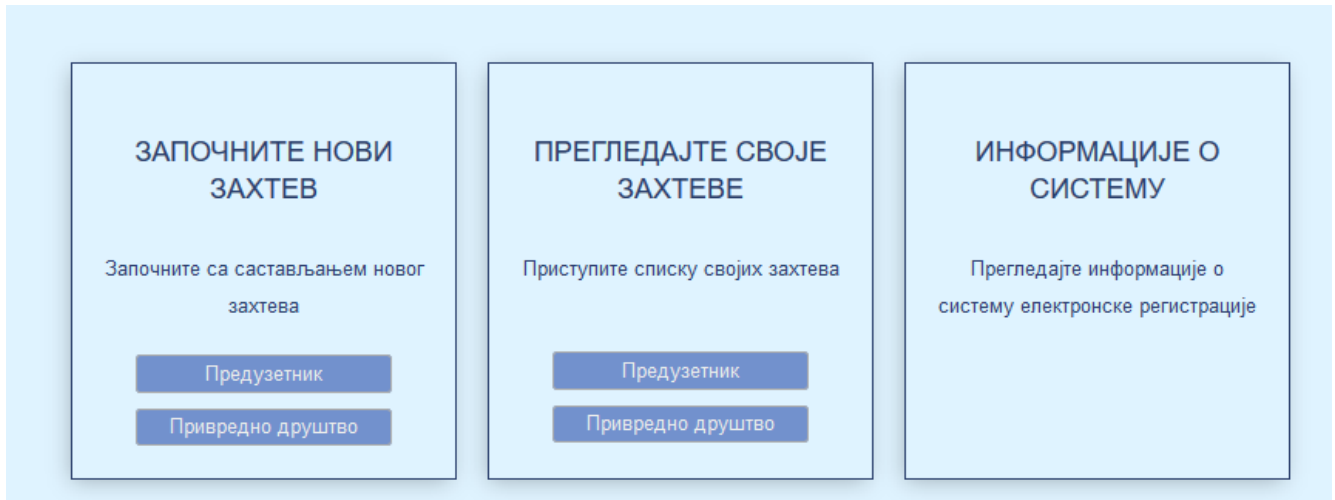 ЗАПОЧНИТЕ НОВИ
ЗАХТЕВ
Започните са састављањем новог
захтева
Предузетник
Привредно друштво
ПРЕГЛЕДАЈТЕ СВОЈЕ
ЗАХТЕВЕ
Приступите списку својих захтева
Предузетник
Привредно друштво
ИНФОРМАЦИЈЕ О
СИСТЕМУ
Прегледајте информације о
систему електронске регистрације